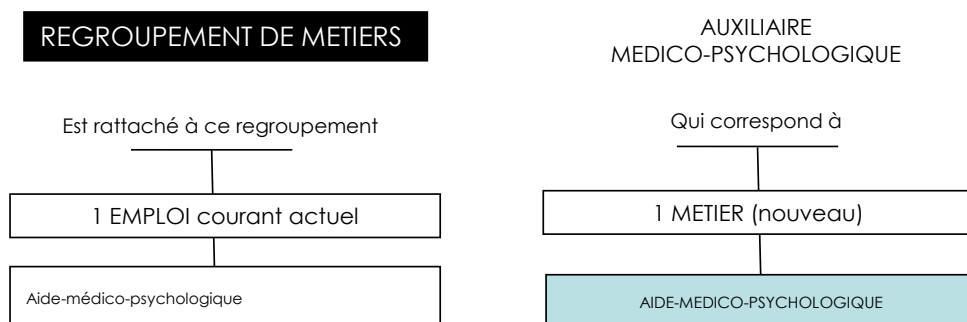 REGROUPEMENT DE METIERS
AUXILIAIRE
MEDICO-PSYCHOLOGIQUE
Est rattaché à ce regroupement
Qui correspond à
1 EMPLOI courant actuel
1 METIER (nouveau)
Aide-médico-psychologique
AIDE-MEDICO-PSYCHOLOGIQUE